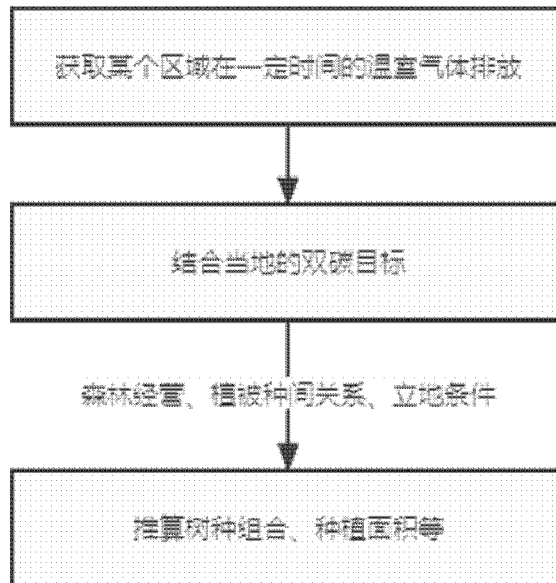 获取某个区域在一定时间的温室气体排放
结合当地的双碳目标
森林经营、植被种间关系、立地条件
推算树种组合、种植面积等